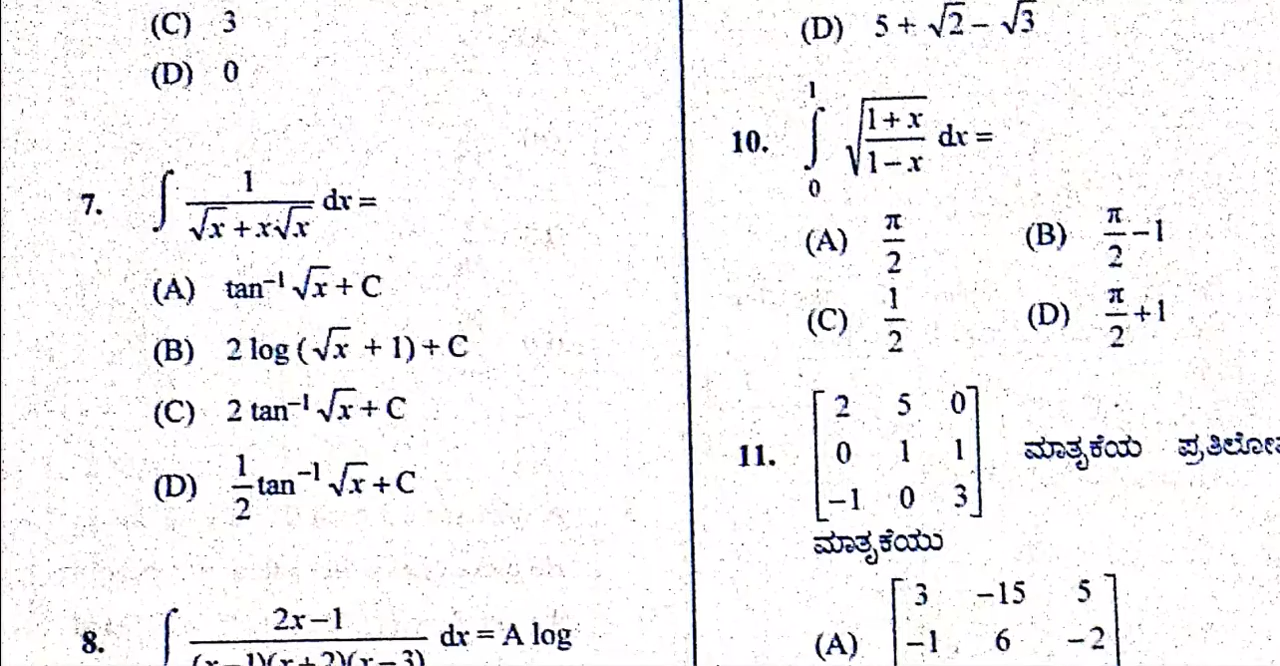 (C) 3
(D) 0
7. ∫ 1/(√x + x√x) dx =
(A) tan⁻¹ √x + C
(B) 2 log (√x + 1) + C
(C) 2 tan⁻¹ √x + C
(D) 1/2 tan⁻¹ √x + C
8. ∫ (2x−1)/((x−1)(x+2)(x−3)) dx = A log
(D) 5 + √2 − √3
10. ∫₀¹ √((1+x)/(1−x)) dx =
(A) π/2 (B) π/2 −1
(C) 1/2 (D) π/2 +1
11. [2 5 0
0 1 1 ಮಾತೃಕೆಯ
−1 0 3]
ಮಾತೃಕೆಯು
(A) [3 −15 5
−1 6 −2